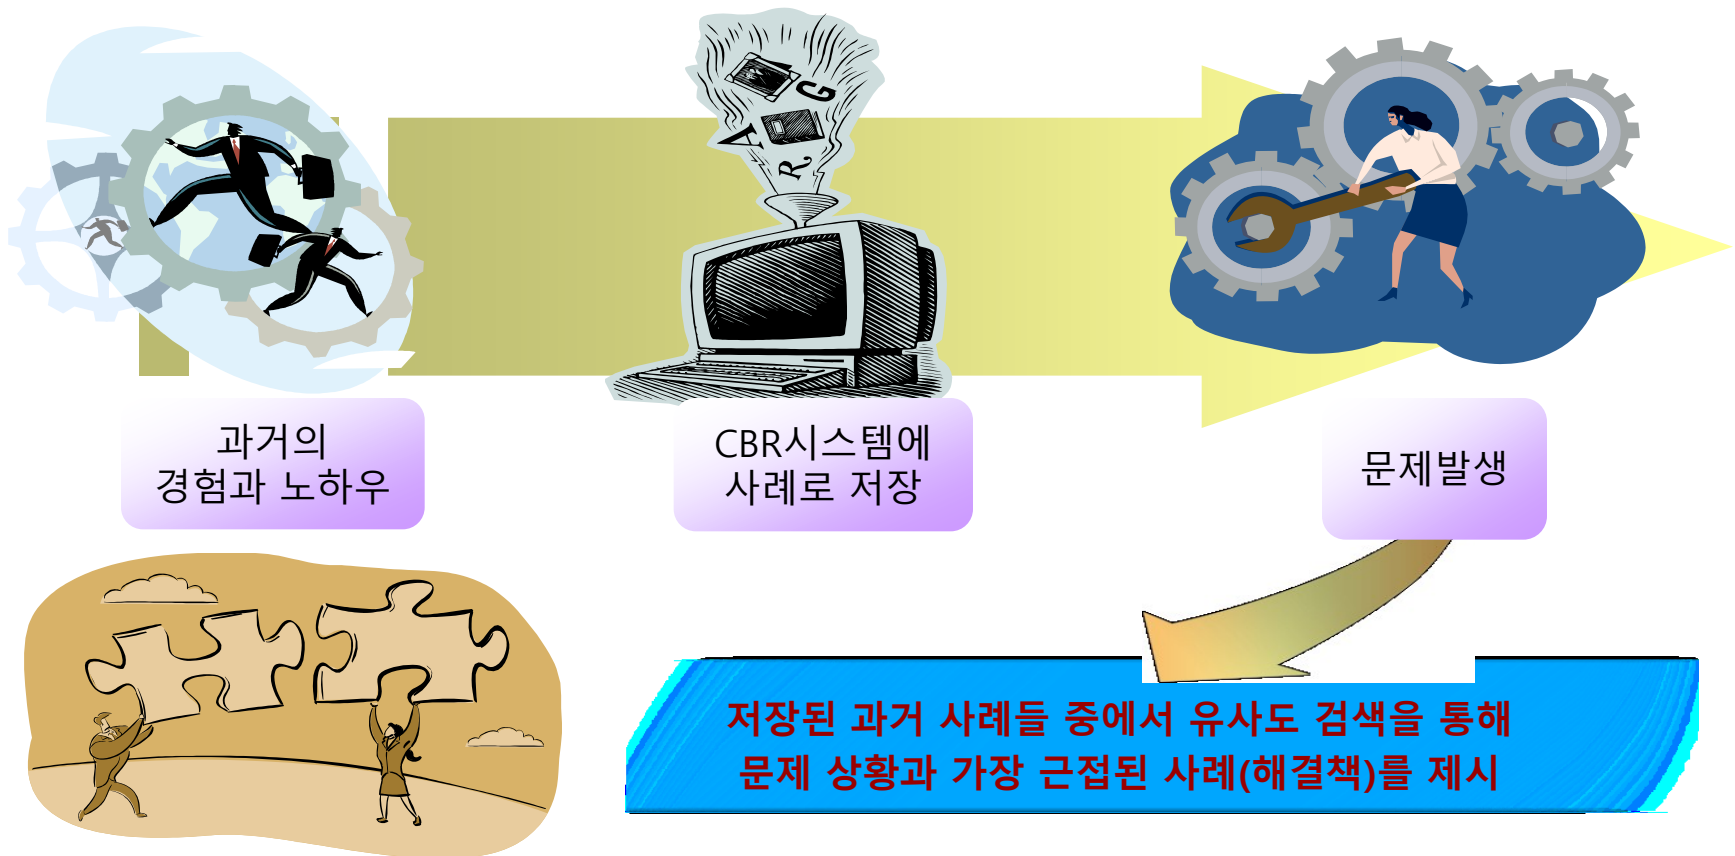 A
R
G
과거의
경험과 노하우
CBR시스템에
사례로 저장
문제발생
저장된 과거 사례들 중에서 유사도 검색을 통해
문제 상황과 가장 근접된 사례(해결책)를 제시